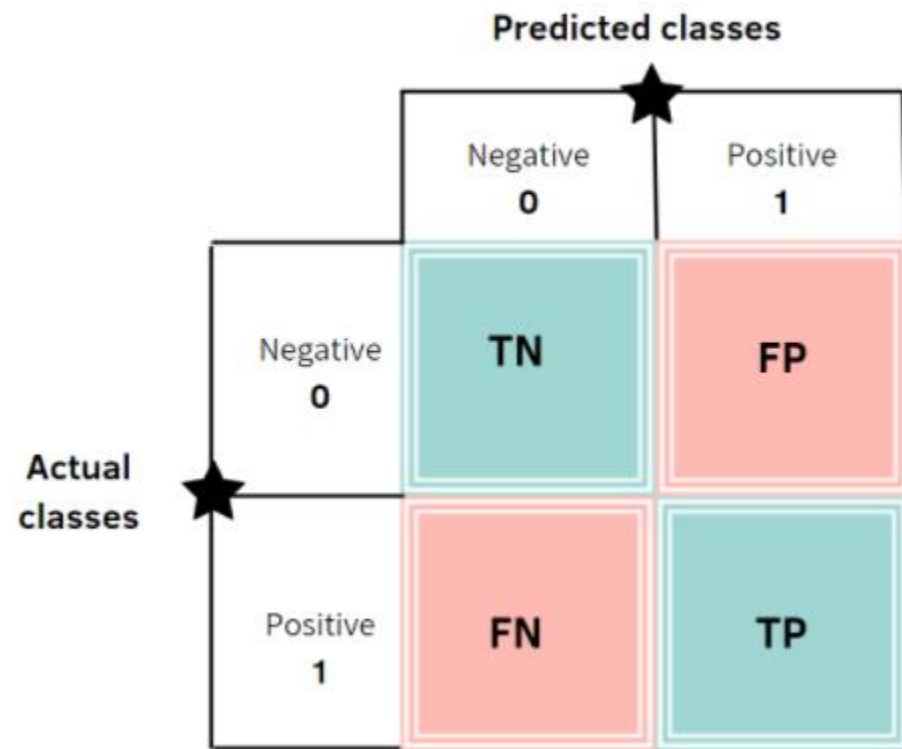 Predicted classes
Negative Positive
0 1
Negative TN FP
0
Actual
classes
Positive FN TP
1